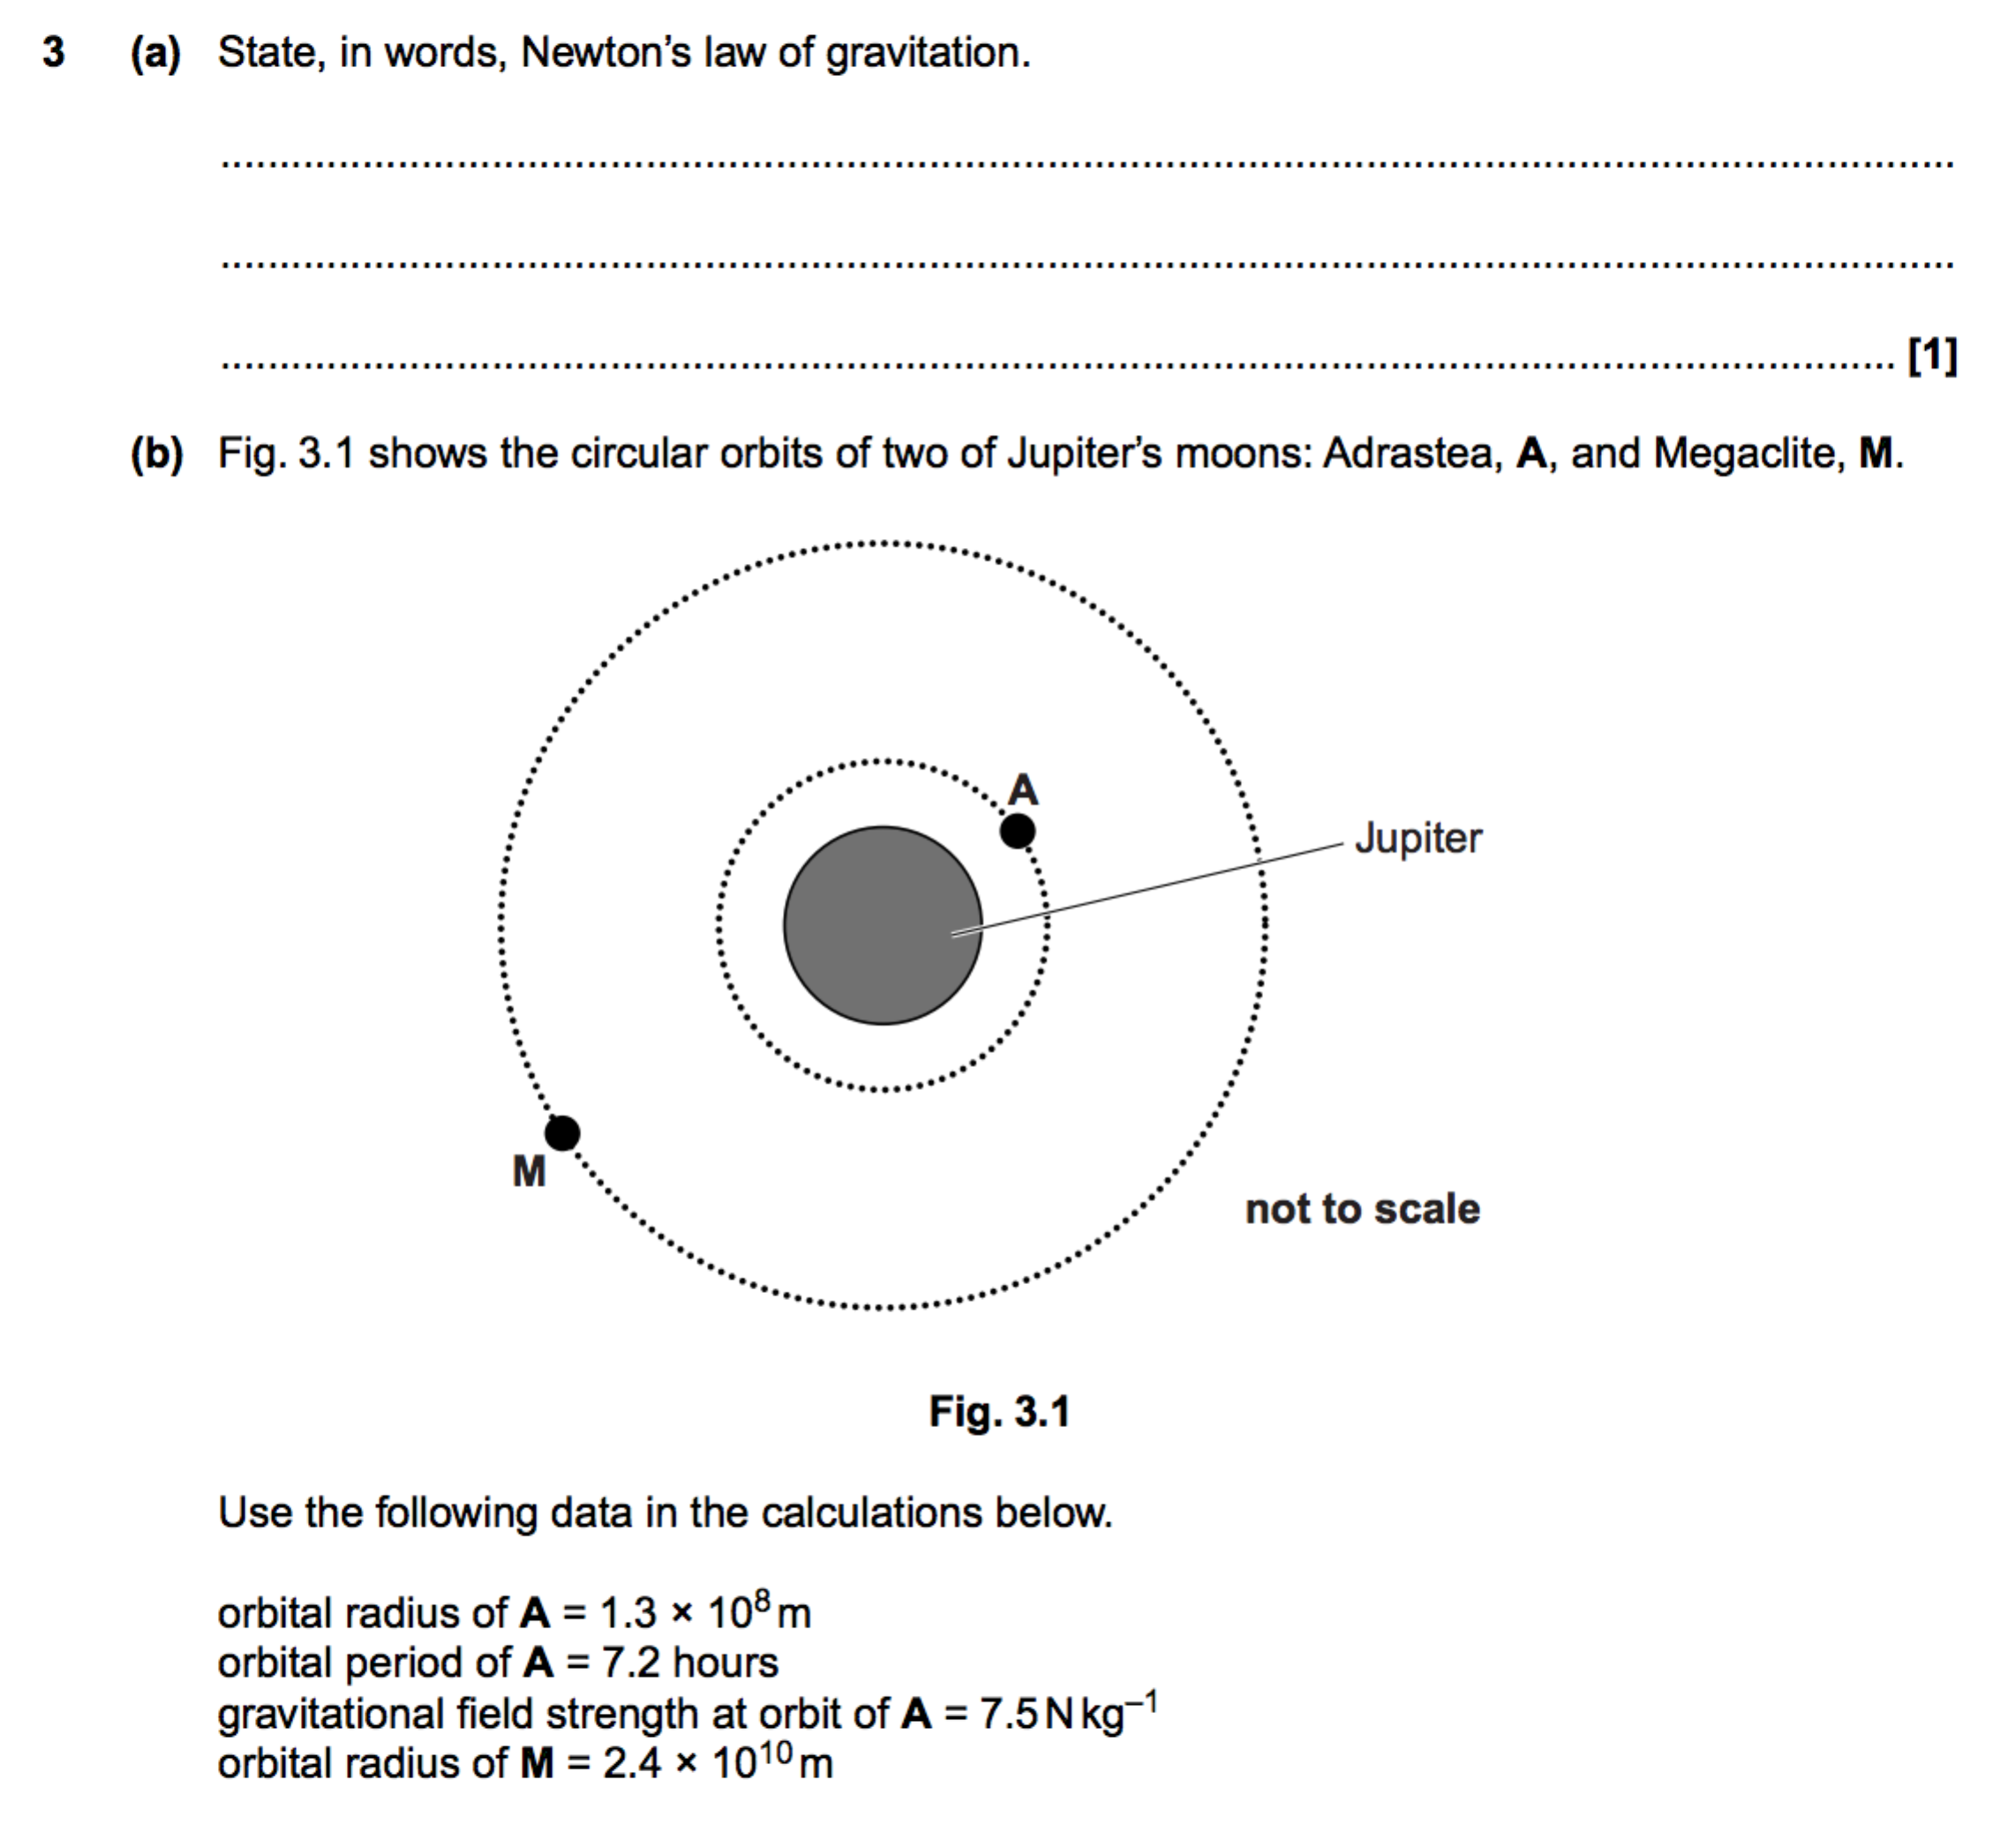 3 (a) State, in words, Newton’s law of gravitation.
[1]
(b) Fig. 3.1 shows the circular orbits of two of Jupiter’s moons: Adrastea, A, and Megaclite, M.
A
Jupiter
M
not to scale
Fig. 3.1
Use the following data in the calculations below.
orbital radius of A = 1.3 × 10⁸ m
orbital period of A = 7.2 hours
gravitational field strength at orbit of A = 7.5 N kg⁻¹
orbital radius of M = 2.4 × 10¹⁰ m